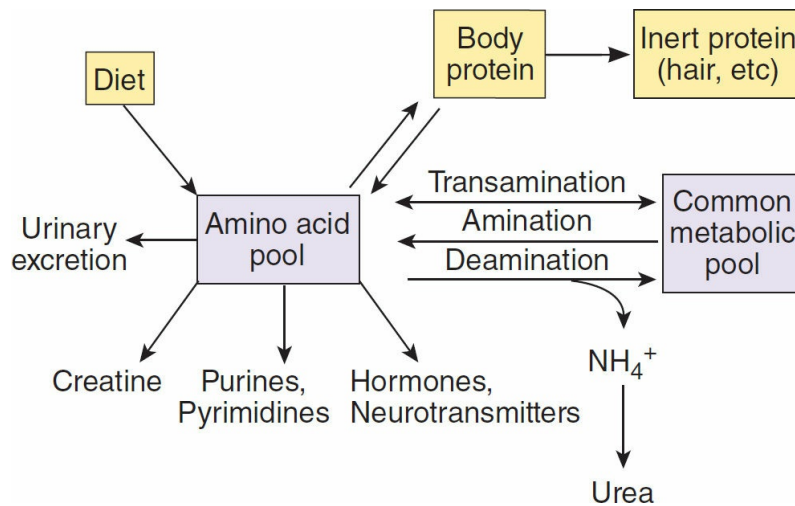 Diet
Body
protein
Inert protein
(hair, etc)
Transamination
Amination
Deamination
Common
metabolic
pool
Amino acid
pool
Urinary
excretion
Creatine
Purines,
Pyrimidines
Hormones,
Neurotransmitters
NH₄⁺
Urea